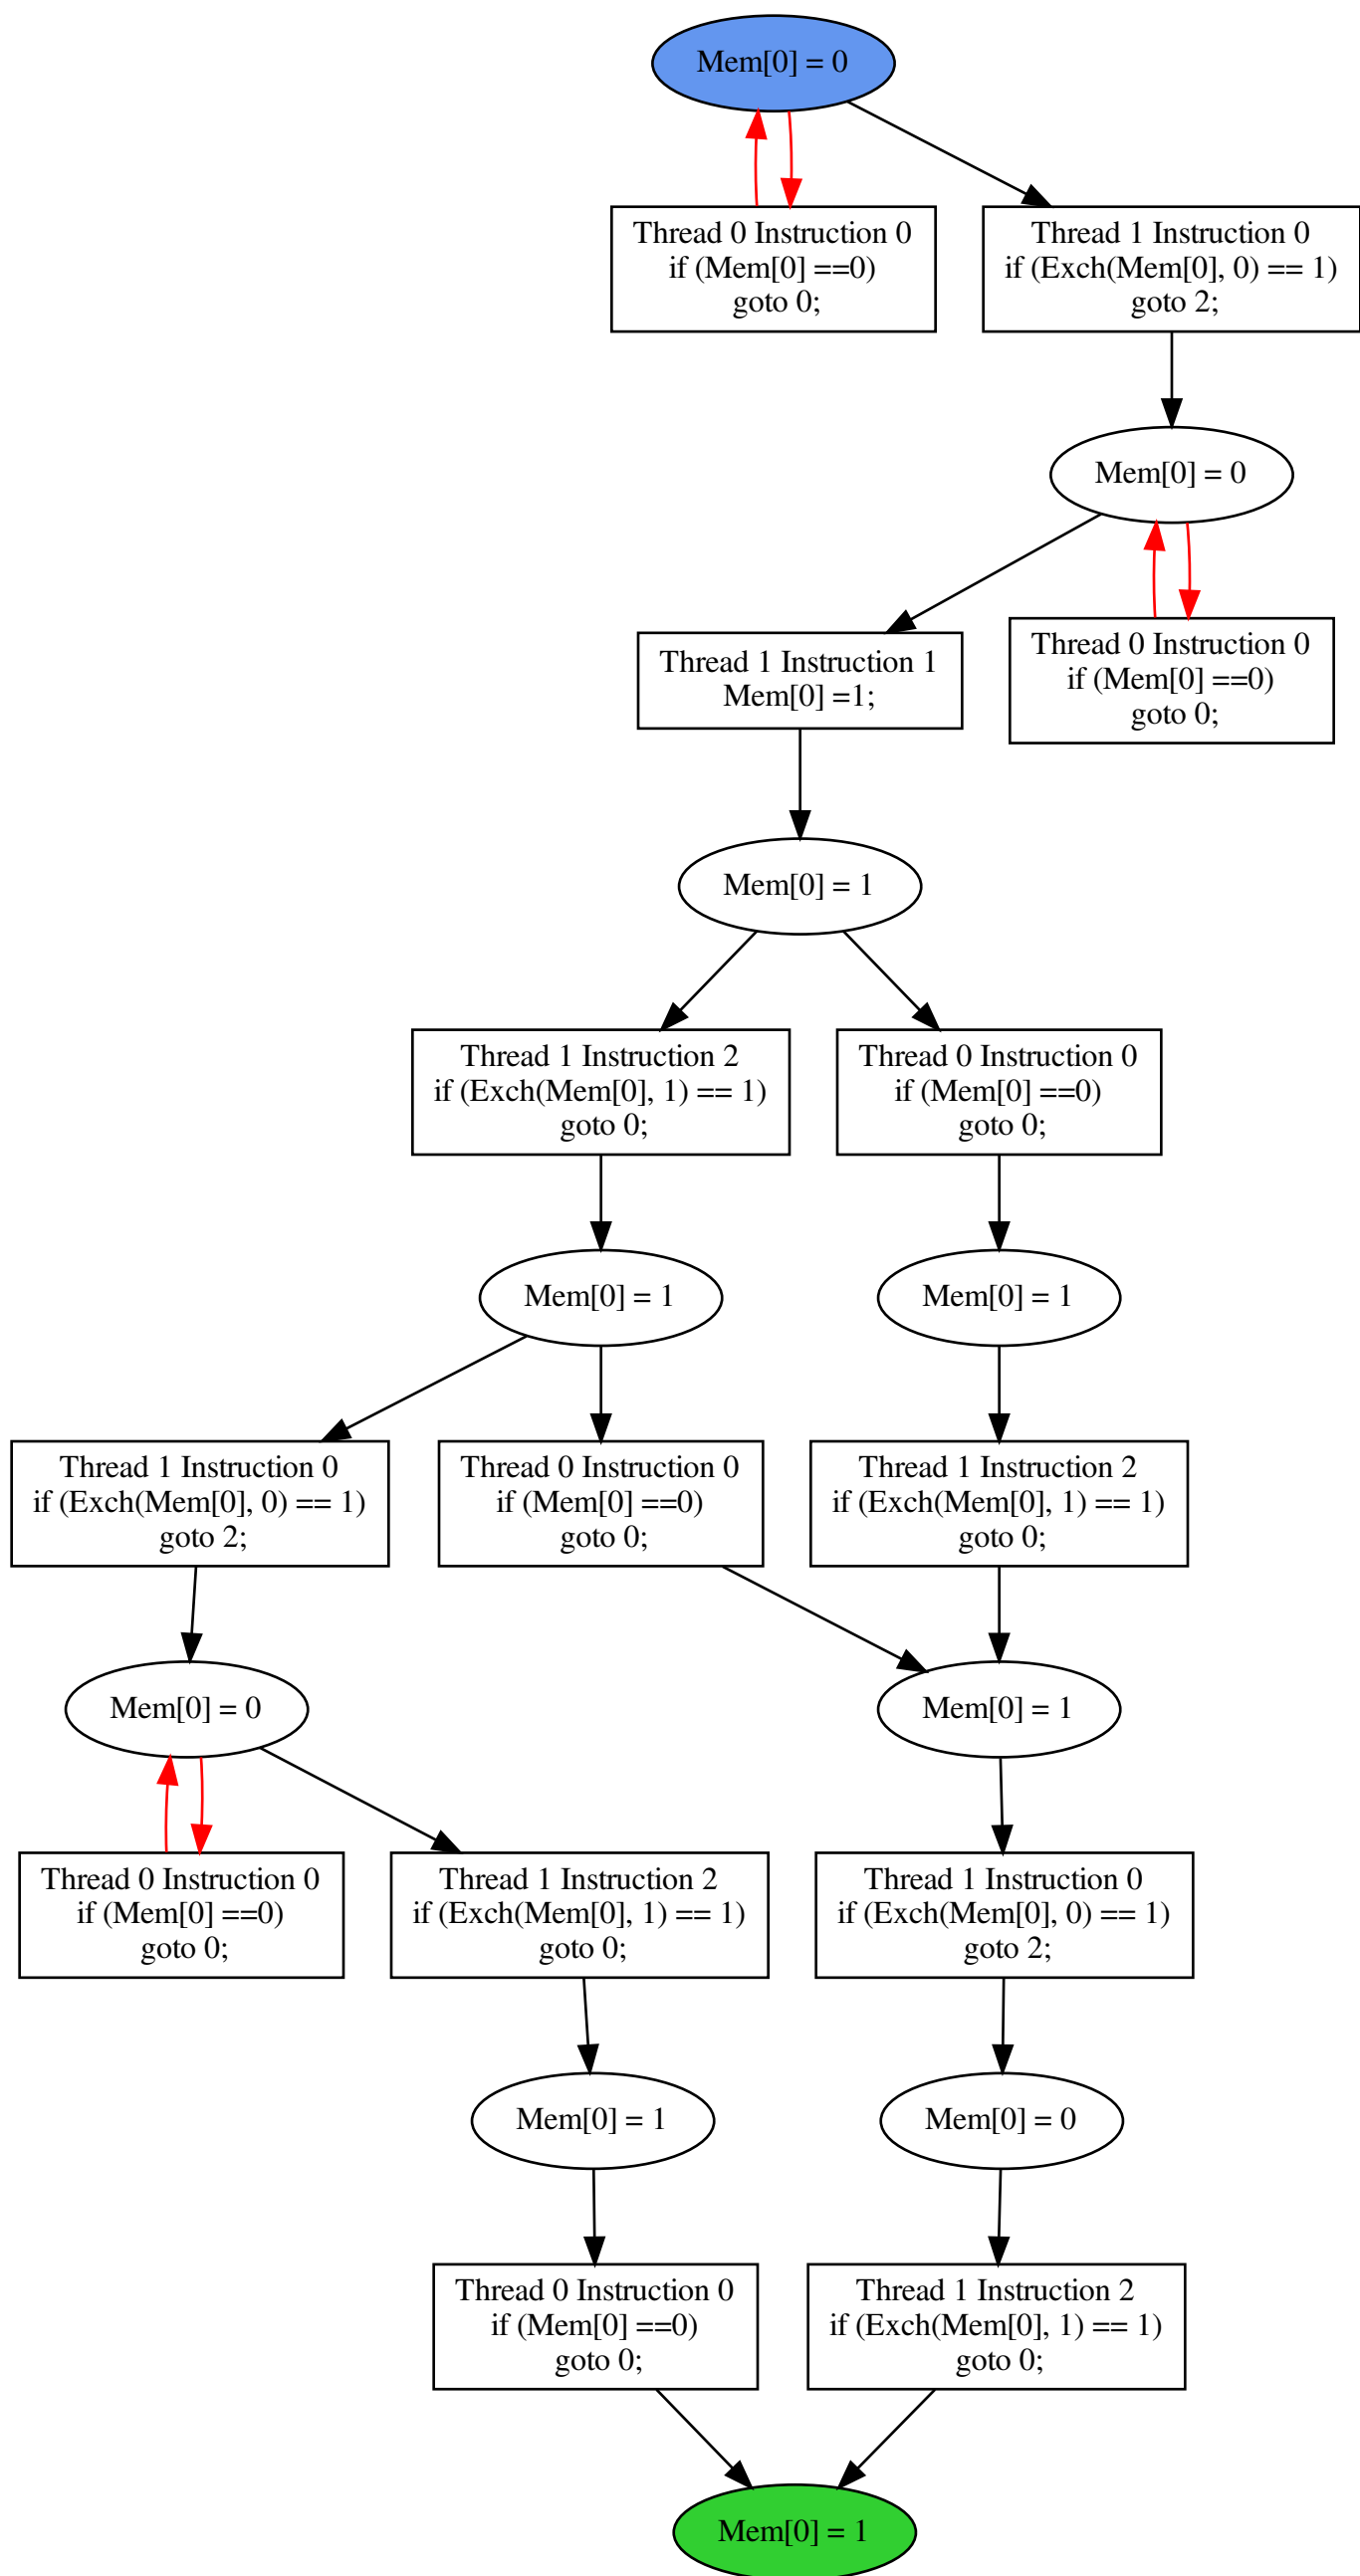 Mem[0] = 0
Thread 0 Instruction 0
if (Mem[0] ==0)
goto 0;
Thread 1 Instruction 0
if (Exch(Mem[0], 0) == 1)
goto 2;
Mem[0] = 0
Thread 1 Instruction 1
Mem[0] =1;
Thread 0 Instruction 0
if (Mem[0] ==0)
goto 0;
Mem[0] = 1
Thread 1 Instruction 2
if (Exch(Mem[0], 1) == 1)
goto 0;
Thread 0 Instruction 0
if (Mem[0] ==0)
goto 0;
Mem[0] = 1
Mem[0] = 1
Thread 1 Instruction 0
if (Exch(Mem[0], 0) == 1)
goto 2;
Thread 0 Instruction 0
if (Mem[0] ==0)
goto 0;
Thread 1 Instruction 2
if (Exch(Mem[0], 1) == 1)
goto 0;
Mem[0] = 0
Mem[0] = 1
Thread 0 Instruction 0
if (Mem[0] ==0)
goto 0;
Thread 1 Instruction 2
if (Exch(Mem[0], 1) == 1)
goto 0;
Thread 1 Instruction 0
if (Exch(Mem[0], 0) == 1)
goto 2;
Mem[0] = 1
Mem[0] = 0
Thread 0 Instruction 0
if (Mem[0] ==0)
goto 0;
Thread 1 Instruction 2
if (Exch(Mem[0], 1) == 1)
goto 0;
Mem[0] = 1